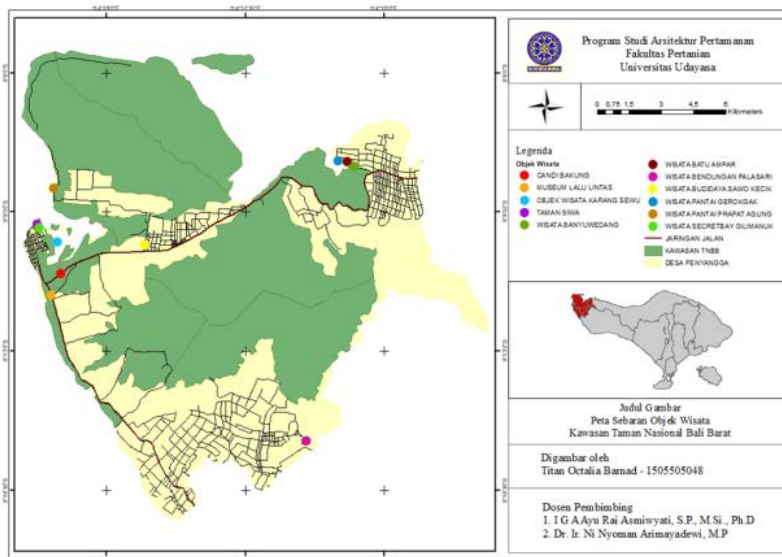 Program Studi Arsitektur Pertamanan
Fakultas Pertanian
Universitas Udayana
0 0,75 1,5 3 4,5 6
Kilometers
Legenda
Objek Wisata
CANDI BAKUNG
MUSEUM LALU LINTAS
OBJEK WISATA KARANG SEWU
TAMAN SIWA
WISATA BANYUWEDANG
WISATA BATU AMPAR
WISATA BENDUNGAN PALASARI
WISATA BUDIDAYA SAWO KECIK
WISATA PANTAI GEROKGAK
WISATA PANTAI PRAPAT AGUNG
WISATA SECRETBAY GILIMANUK
JARINGAN JALAN
KAWASAN TNBB
DESA PENYANGGA
Judul Gambar
Peta Sebaran Objek Wisata
Kawasan Taman Nasional Bali Barat
Digambar oleh
Titan Octalia Barnad - 1505505048
Dosen Pembimbing
1. I G A Ayu Rai Asmiwyati, S.P., M.Si., Ph.D
2. Dr. Ir. Ni Nyoman Arimayadewi, M.P